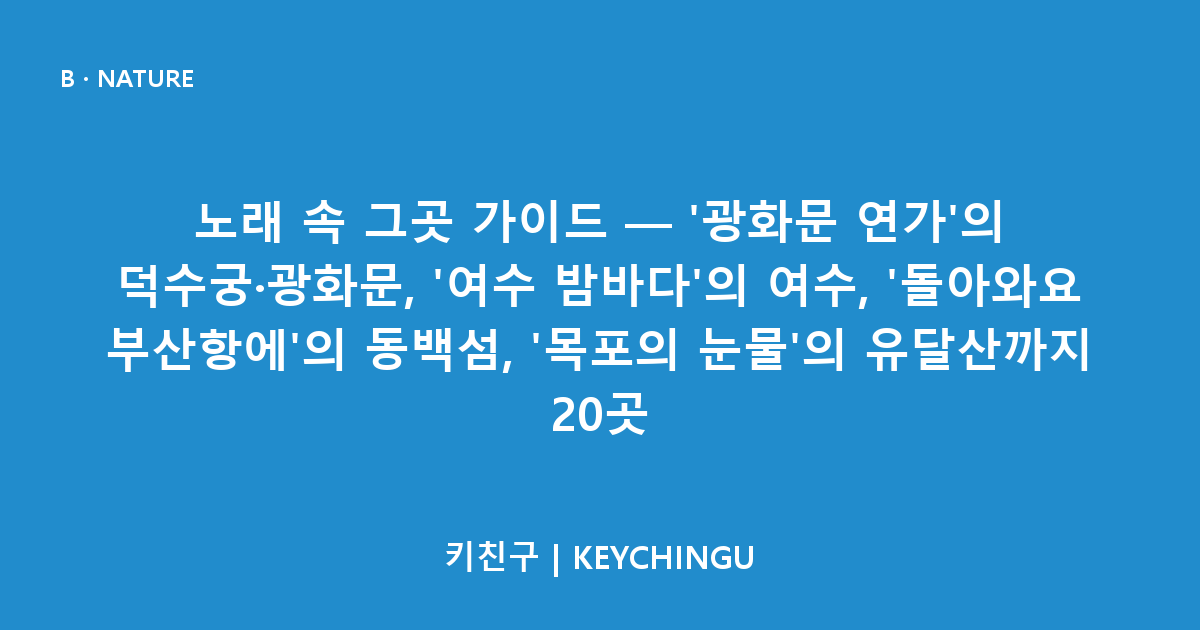 B · NATURE
노래 속 그곳 가이드 — '광화문 연가'의
덕수궁·광화문, '여수 밤바다'의 여수, '돌아와요
부산항에'의 동백섬, '목포의 눈물'의 유달산까지
20곳
키친구 | KEYCHINGU